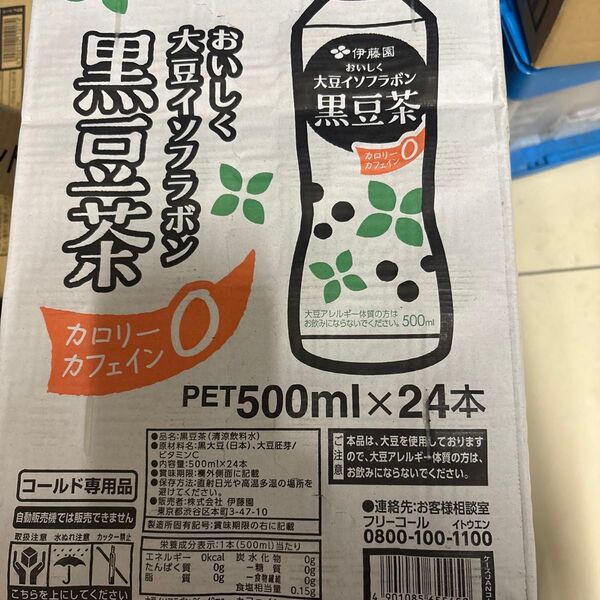 おいしく
大豆イソフラボン
黒豆茶
カロリー
カフェイン0
伊藤園
おいしく
大豆イソフラボン
黒豆茶
カロリー
カフェイン0
大豆アレルギー体質の方は
お飲みにならないでください。500ml
PET500ml×24本
●品名:黒豆茶(清涼飲料水)
●原材料名:黒大豆(日本)、大豆胚芽/
ビタミンC
●内容量:500ml×24本
●賞味期限:欄外側面に記載
●保存方法:直射日光や高温多湿の場所を
避けてください。
●販売者:株式会社 伊藤園
東京都渋谷区本町3-47-10
製造所固有記号:賞味期限の右に記載
ご注意
本品は、大豆を使用しております
ので、大豆アレルギー体質の方は、
お飲みにならないでください。
●連絡先:お客様相談室
フリーコール イトウエン
0800-100-1100
コールド専用品
自動販売機では販売できません
取扱注意 水ぬれ注意 カッター禁止
こちらを上にして
栄養成分表示:1本(500ml)当たり
エネルギー 0kcal 炭水化物 0g
たんぱく質 0g −糖質 0g
脂質 0g −食物繊維 0g
食塩相当量 0.15g